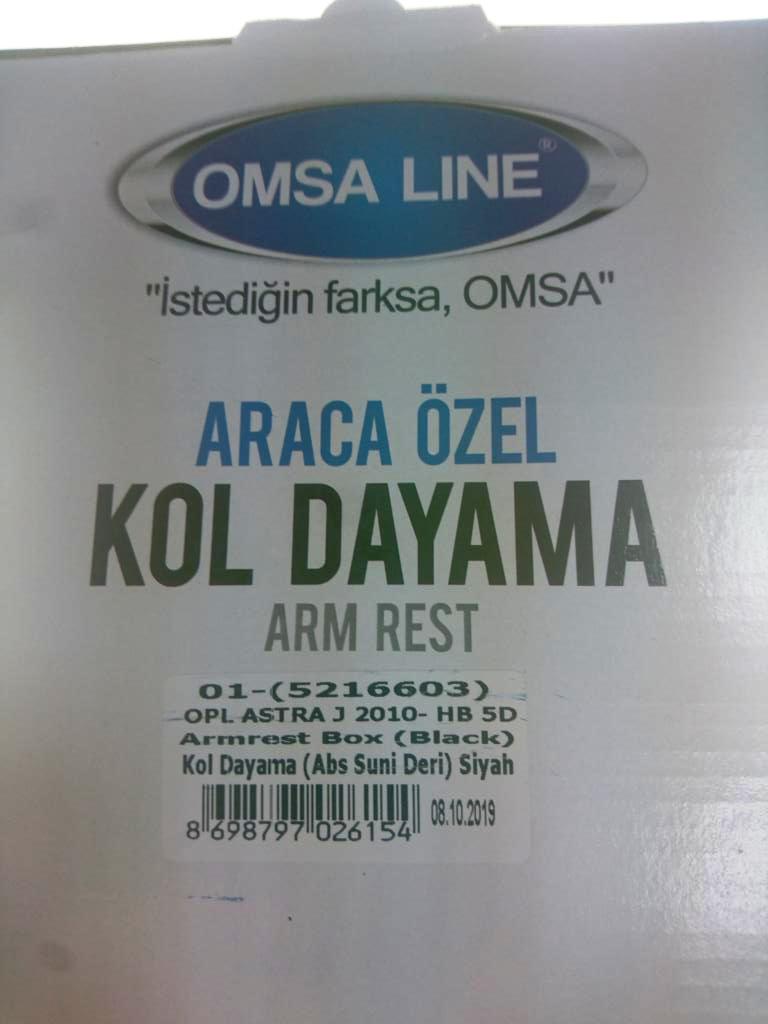 OMSA LINE®
"İstediğin farksa, OMSA"
ARACA ÖZEL
KOL DAYAMA
ARM REST
01-(5216603)
OPL ASTRA J 2010- HB 5D
Armrest Box (Black)
Kol Dayama (Abs Suni Deri) Siyah
8 698797 026154 08.10.2019